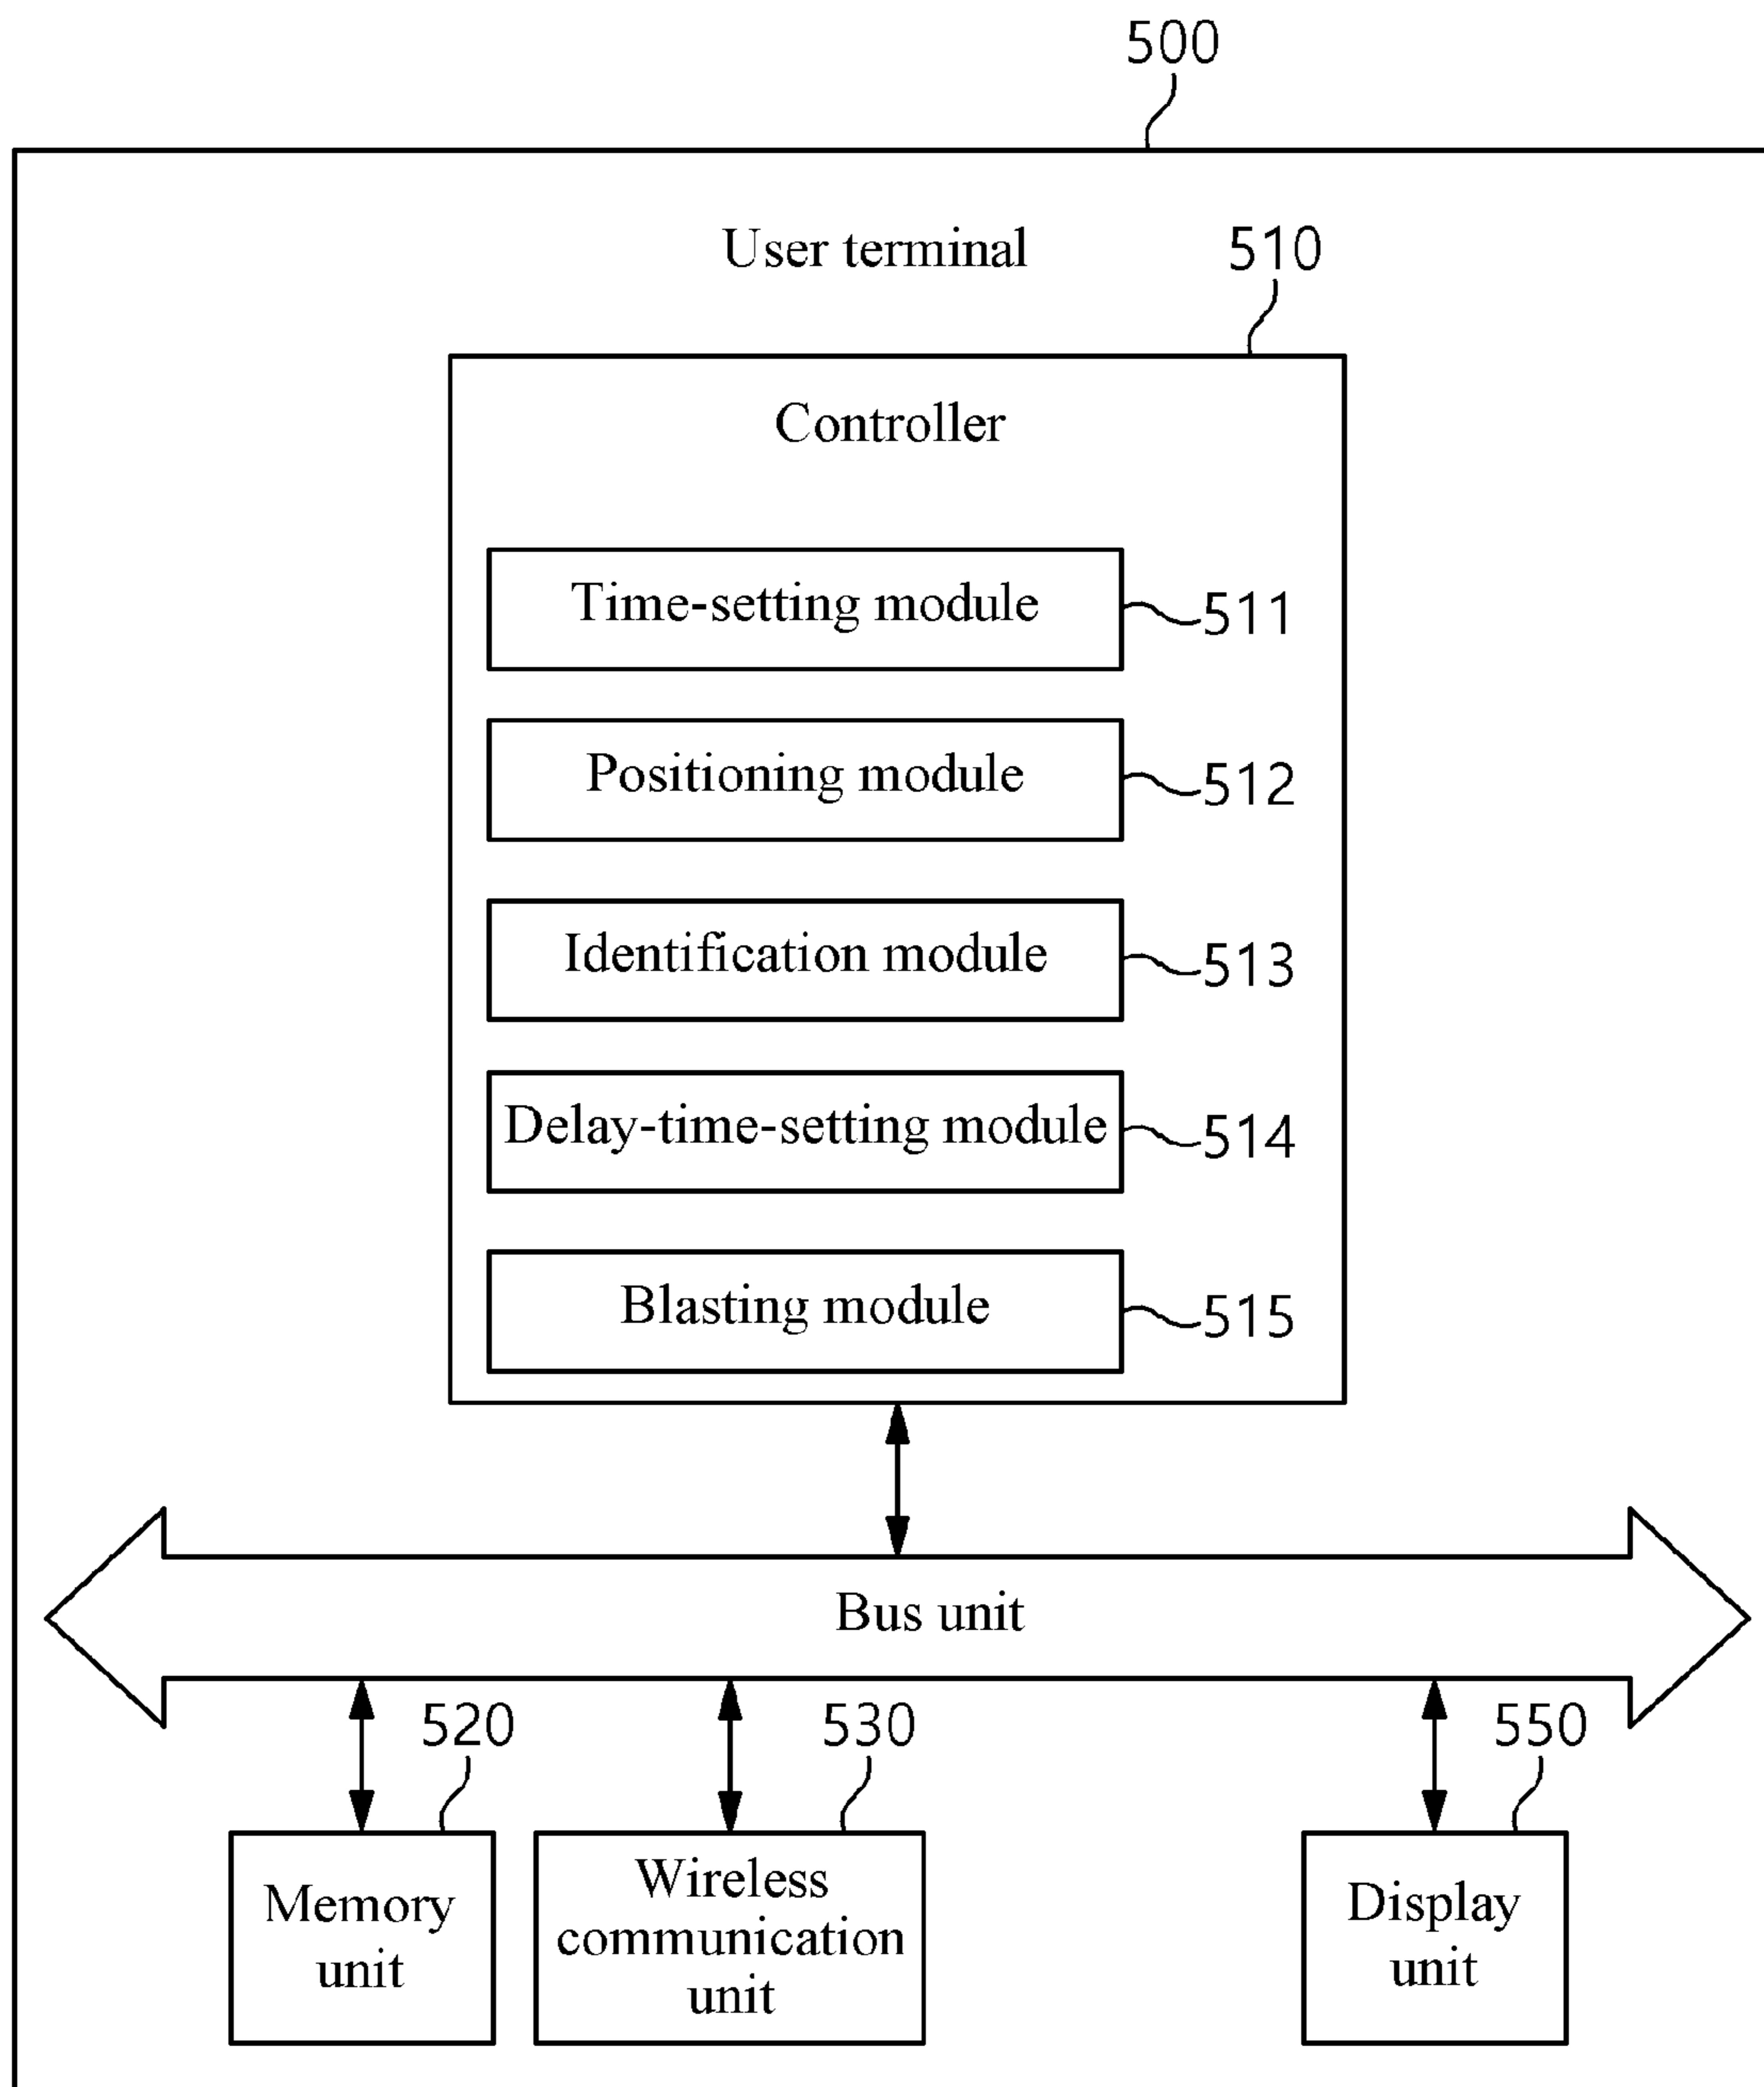 500
User terminal
510
Controller
Time-setting module
511
Positioning module
512
Identification module
513
Delay-time-setting module
514
Blasting module
515
Bus unit
520
530
550
Memory
unit
Wireless
communication
unit
Display
unit